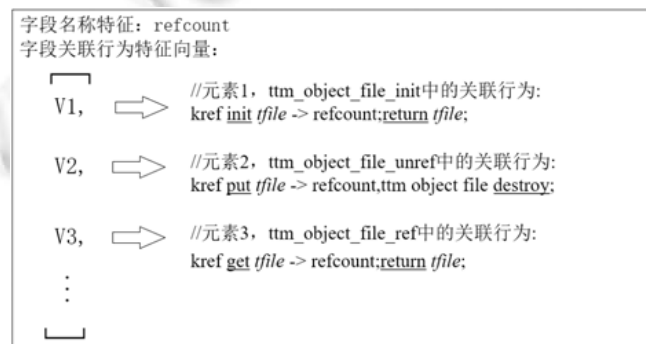 字段名称特征：refcount
字段关联行为特征向量：
V1,
//元素1，ttm_object_file_init中的关联行为:
kref init tfile -> refcount;return tfile;
V2,
//元素2，ttm_object_file_unref中的关联行为:
kref put tfile -> refcount,ttm object file destroy;
V3,
//元素3，ttm_object_file_ref中的关联行为:
kref get tfile -> refcount;return tfile;